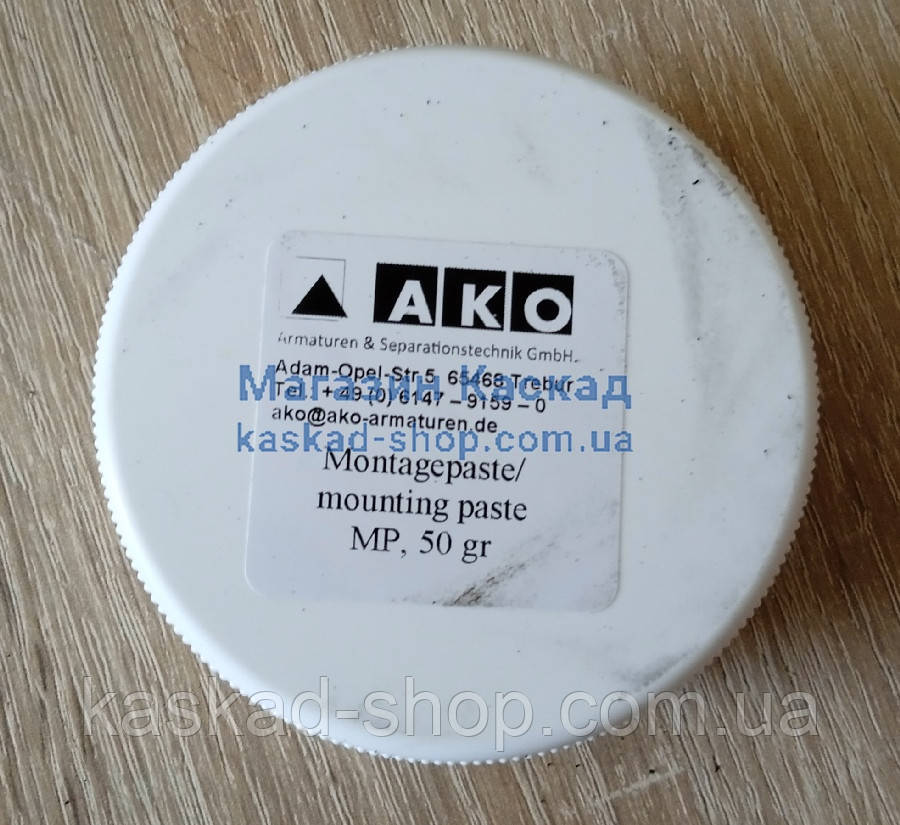 AKO
Armaturen & Separationstechnik GmbH.
Adam-Opel-Str.5, 65468 Trebur
Магазин Каскад
Tel. +49 (0) 6147 – 9159 – 0
ako@ako-armaturen.de
kaskad-shop.com.ua
Montagepaste/
mounting paste
MP, 50 gr
kaskad-shop.com.ua